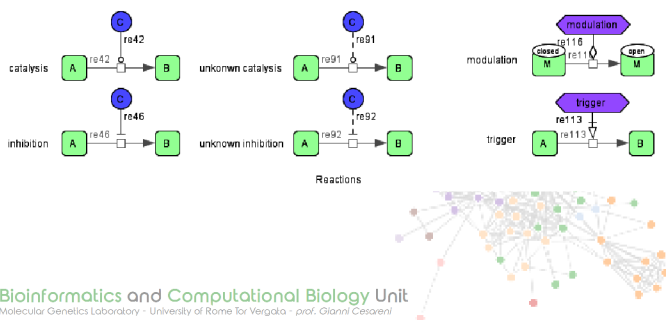 C
re42
catalysis A re42 B
C
re91
unkonwn catalysis A re91 B
modulation
re116
modulation closed M re11 open M
C
re46
inhibition A re46 B
C
re92
unknown inhibition A re92 B
trigger
re113
trigger A re113 B
Reactions
Bioinformatics and Computational Biology Unit
Molecular Genetics Laboratory - University of Rome Tor Vergata - prof. Gianni Cesareni